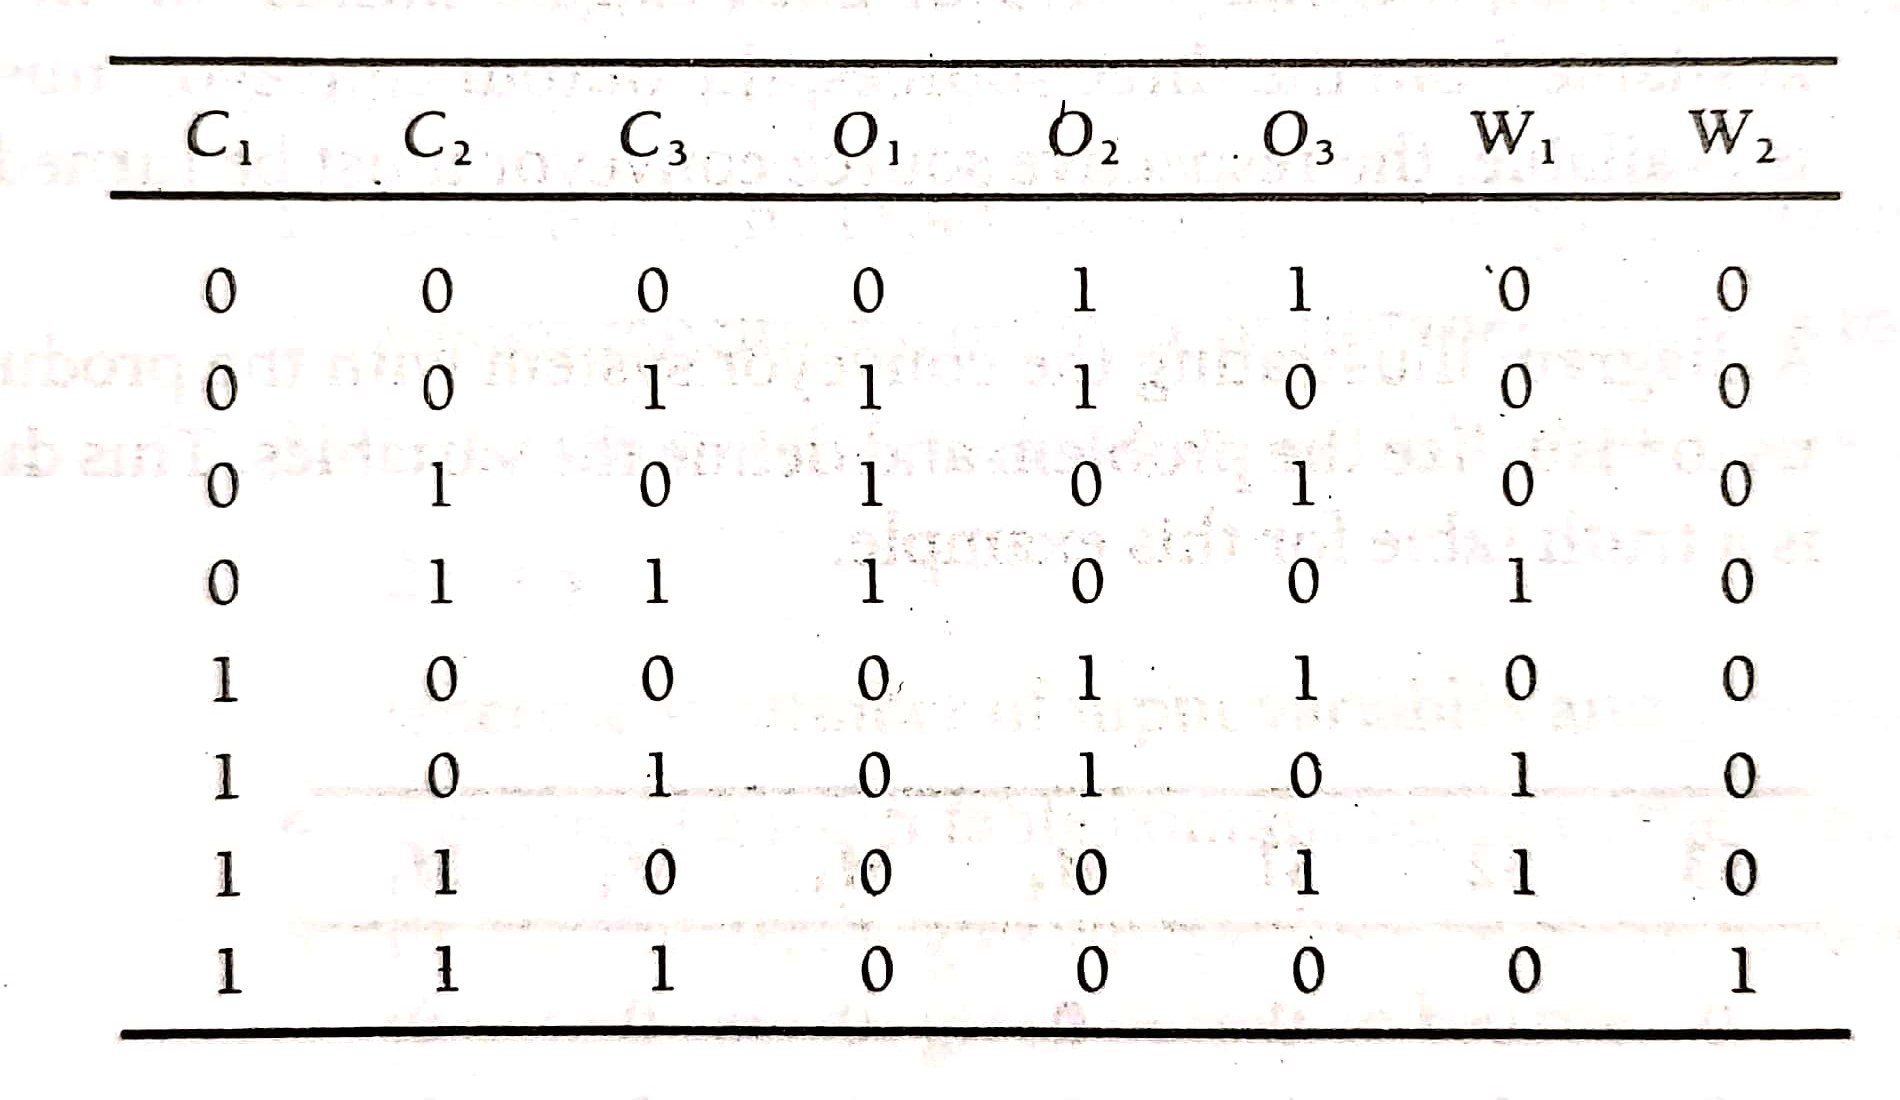 C₁ C₂ C₃ O₁ O₂ O₃ W₁ W₂
0 0 0 0 1 1 0 0
0 0 1 1 1 0 0 0
0 1 0 1 0 1 0 0
0 1 1 1 0 0 1 0
1 0 0 0 1 1 0 0
1 0 1 0 1 0 1 0
1 1 0 0 0 1 1 0
1 1 1 0 0 0 0 1